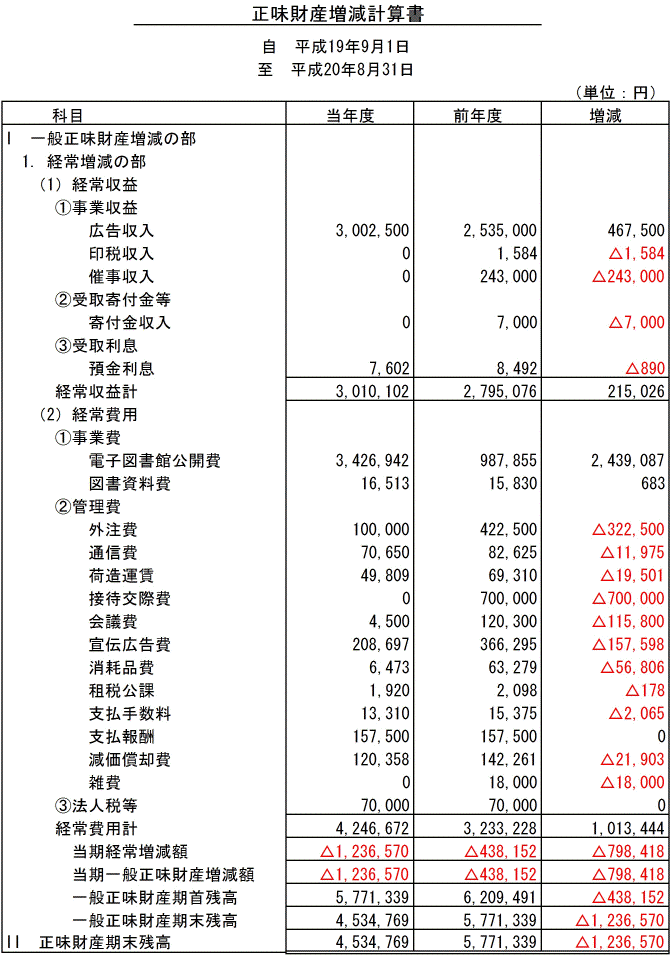 正味財産増減計算書
自　平成19年9月1日
至　平成20年8月31日
（単位：円）
科目　当年度　前年度　増減
Ⅰ　一般正味財産増減の部
1. 経常増減の部
(1) 経常収益
①事業収益
広告収入　3,002,500　2,535,000　467,500
印税収入　0　1,584　△1,584
催事収入　0　243,000　△243,000
②受取寄付金等
寄付金収入　0　7,000　△7,000
③受取利息
預金利息　7,602　8,492　△890
経常収益計　3,010,102　2,795,076　215,026
(2) 経常費用
①事業費
電子図書館公開費　3,426,942　987,855　2,439,087
図書資料費　16,513　15,830　683
②管理費
外注費　100,000　422,500　△322,500
通信費　70,650　82,625　△11,975
荷造運賃　49,809　69,310　△19,501
接待交際費　0　700,000　△700,000
会議費　4,500　120,300　△115,800
宣伝広告費　208,697　366,295　△157,598
消耗品費　6,473　63,279　△56,806
租税公課　1,920　2,098　△178
支払手数料　13,310　15,375　△2,065
支払報酬　157,500　157,500　0
減価償却費　120,358　142,261　△21,903
雑費　0　18,000　△18,000
③法人税等　70,000　70,000　0
経常費用計　4,246,672　3,233,228　1,013,444
当期経常増減額　△1,236,570　△438,152　△798,418
当期一般正味財産増減額　△1,236,570　△438,152　△798,418
一般正味財産期首残高　5,771,339　6,209,491　△438,152
一般正味財産期末残高　4,534,769　5,771,339　△1,236,570
II　正味財産期末残高　4,534,769　5,771,339　△1,236,570